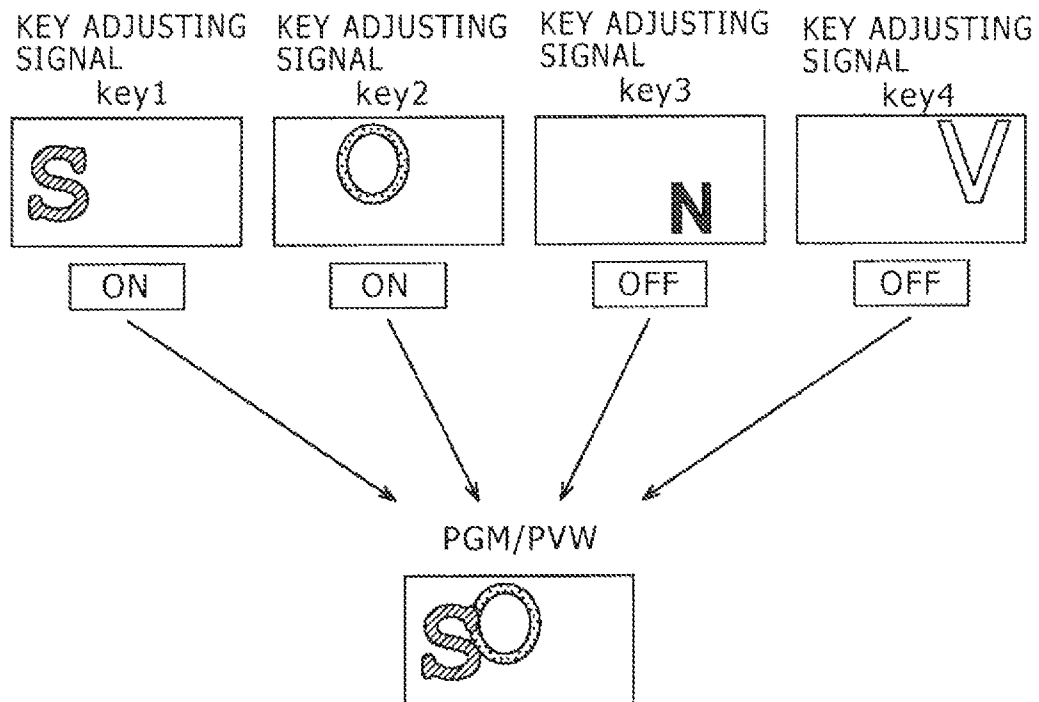 KEY ADJUSTING
SIGNAL
key1
KEY ADJUSTING
SIGNAL
key2
KEY ADJUSTING
SIGNAL
key3
KEY ADJUSTING
SIGNAL
key4
S
O
N
V
ON
ON
OFF
OFF
PGM/PVW
SO